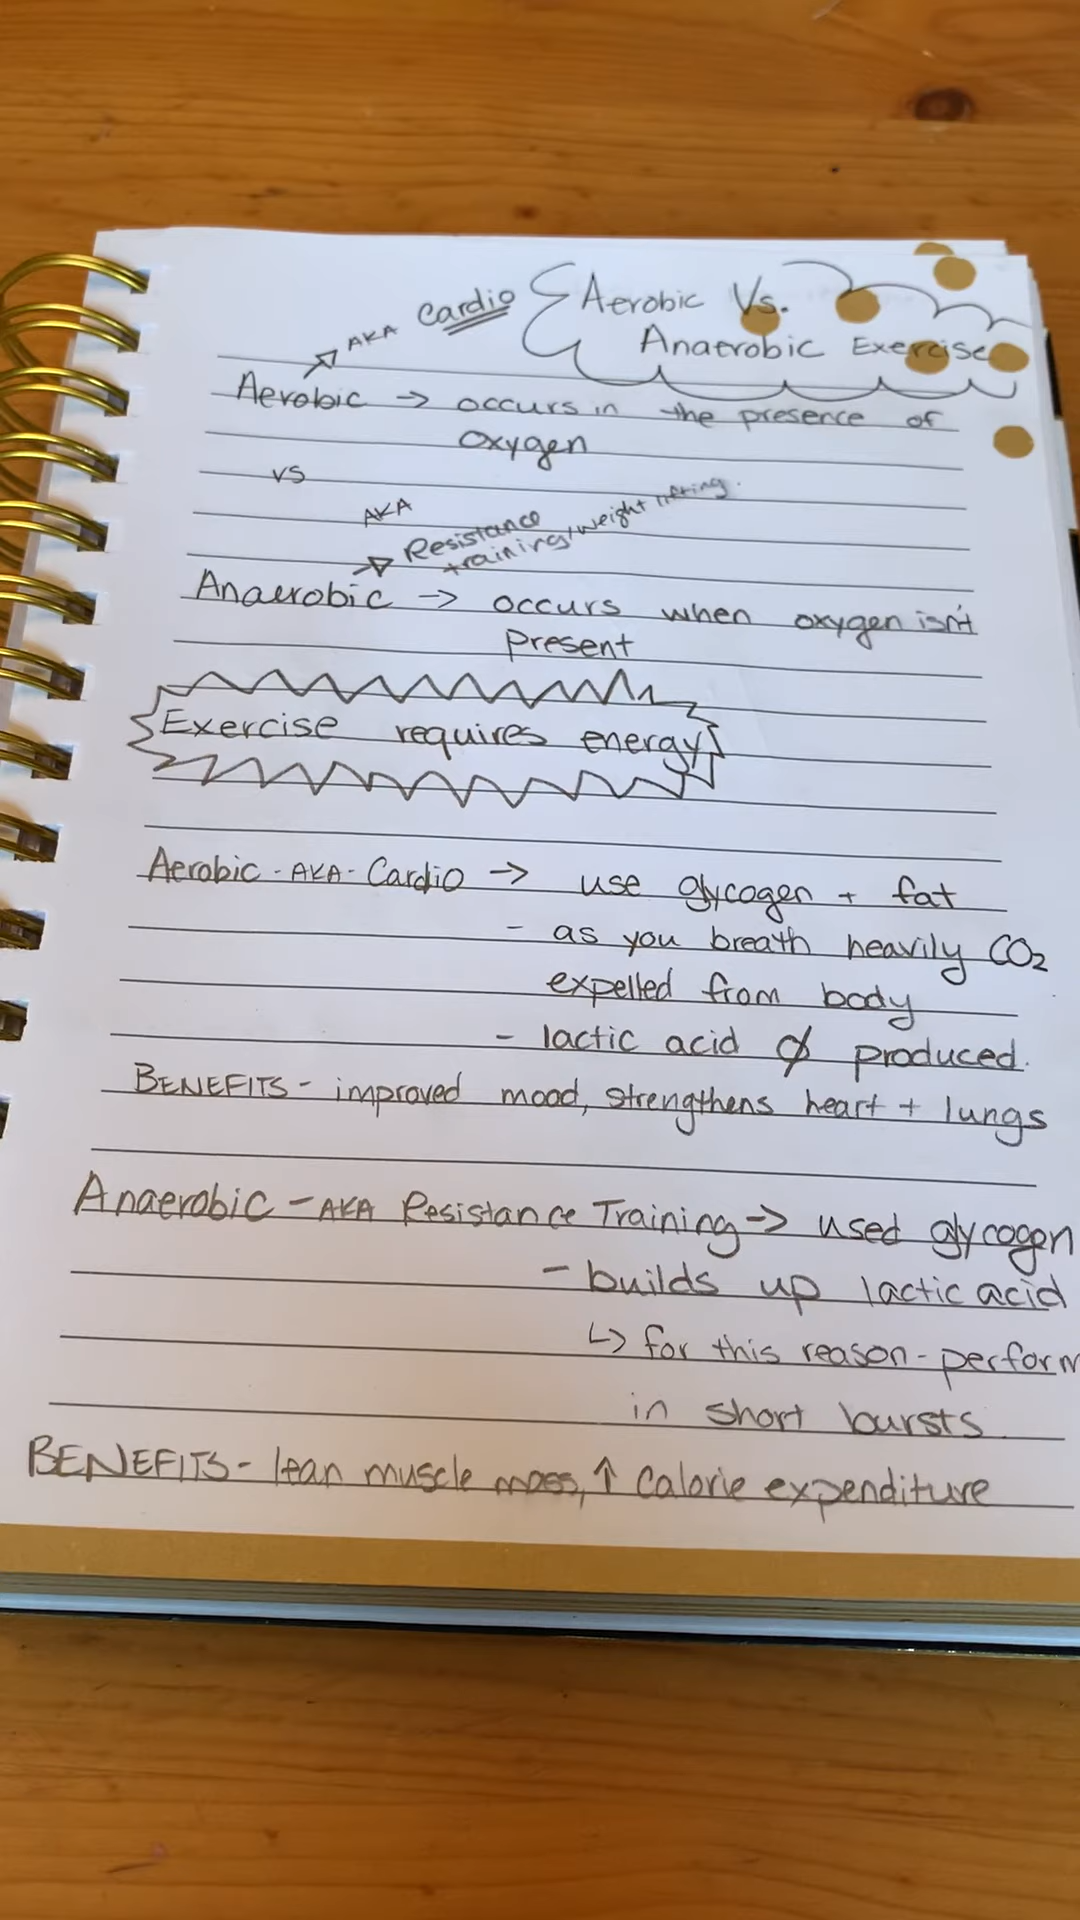 Aerobic Vs.
Anaerobic Exercise
AKA Cardio
Aerobic → occurs in the presence of
oxygen
vs
AKA
Resistance
training/weight lifting.
Anaerobic → occurs when oxygen isn't
present
Exercise requires energy
Aerobic - AKA - Cardio → use glycogen + fat
- as you breath heavily CO₂
expelled from body
- lactic acid ∅ produced.
BENEFITS - improved mood, strengthens heart + lungs
Anaerobic - AKA Resistance Training → used glycogen
- builds up lactic acid
↳ for this reason - perform
in short bursts
BENEFITS - lean muscle mass, ↑ calorie expenditure